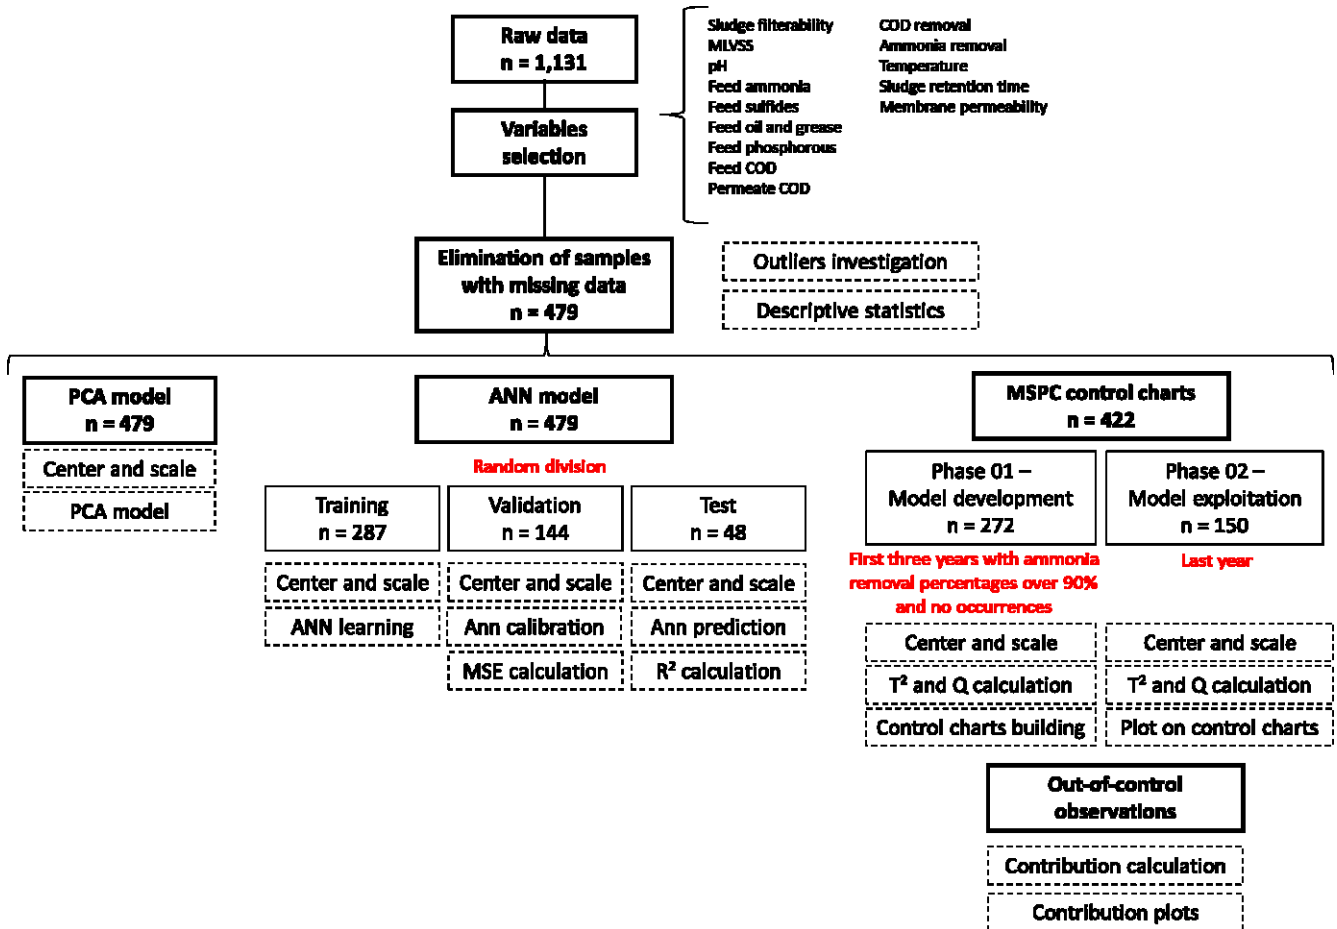 Raw data
n = 1,131
Variables
selection
Sludge filterability
MLVSS
pH
Feed ammonia
Feed sulfides
Feed oil and grease
Feed phosphorous
Feed COD
Permeate COD
COD removal
Ammonia removal
Temperature
Sludge retention time
Membrane permeability
Elimination of samples
with missing data
n = 479
Outliers investigation
Descriptive statistics
PCA model
n = 479
Center and scale
PCA model
ANN model
n = 479
Random division
Training
n = 287
Center and scale
ANN learning
Validation
n = 144
Center and scale
Ann calibration
MSE calculation
Test
n = 48
Center and scale
Ann prediction
R² calculation
MSPC control charts
n = 422
Phase 01 –
Model development
n = 272
First three years with ammonia
removal percentages over 90%
and no occurrences
Center and scale
T² and Q calculation
Control charts building
Phase 02 –
Model exploitation
n = 150
Last year
Center and scale
T² and Q calculation
Plot on control charts
Out-of-control
observations
Contribution calculation
Contribution plots